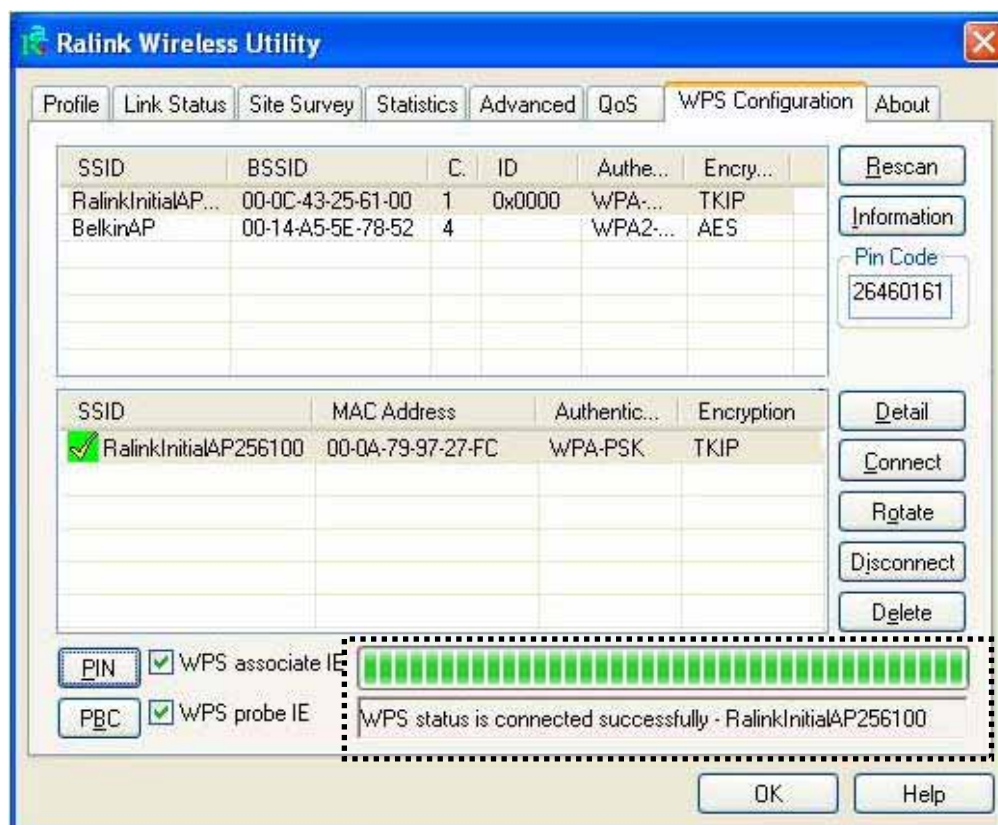 Ralink Wireless Utility
Profile Link Status Site Survey Statistics Advanced QoS WPS Configuration About
SSID BSSID C. ID Authe... Encry...
RalinkInitialAP... 00-0C-43-25-61-00 1 0x0000 WPA-... TKIP
BelkinAP 00-14-A5-5E-78-52 4 WPA2-... AES
Rescan
Information
Pin Code
26460161
SSID MAC Address Authentic... Encryption
RalinkInitialAP256100 00-0A-79-97-27-FC WPA-PSK TKIP
Detail
Connect
Rotate
Disconnect
Delete
PIN WPS associate IE
PBC WPS probe IE
WPS status is connected successfully - RalinkInitialAP256100
OK Help